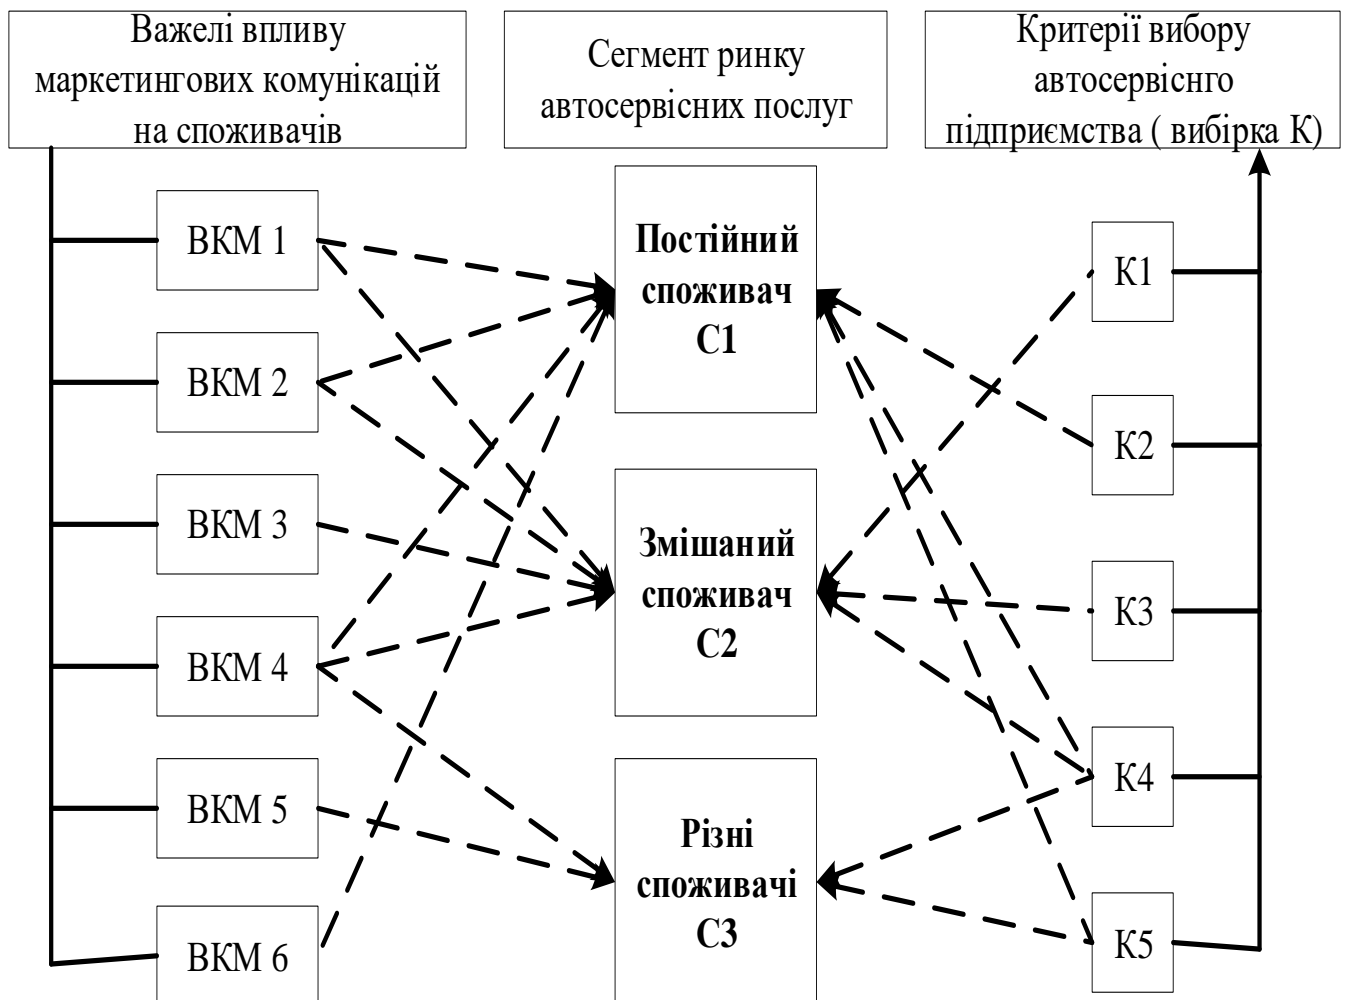 Важелі впливу
маркетингових комунікацій
на споживачів
Сегмент ринку
автосервісних послуг
Критерії вибору
автосервіснго
підприємства ( вибірка К)
ВКМ 1
ВКМ 2
ВКМ 3
ВКМ 4
ВКМ 5
ВКМ 6
Постійний
споживач
С1
Змішаний
споживач
С2
Різні
споживачі
С3
К1
К2
К3
К4
К5